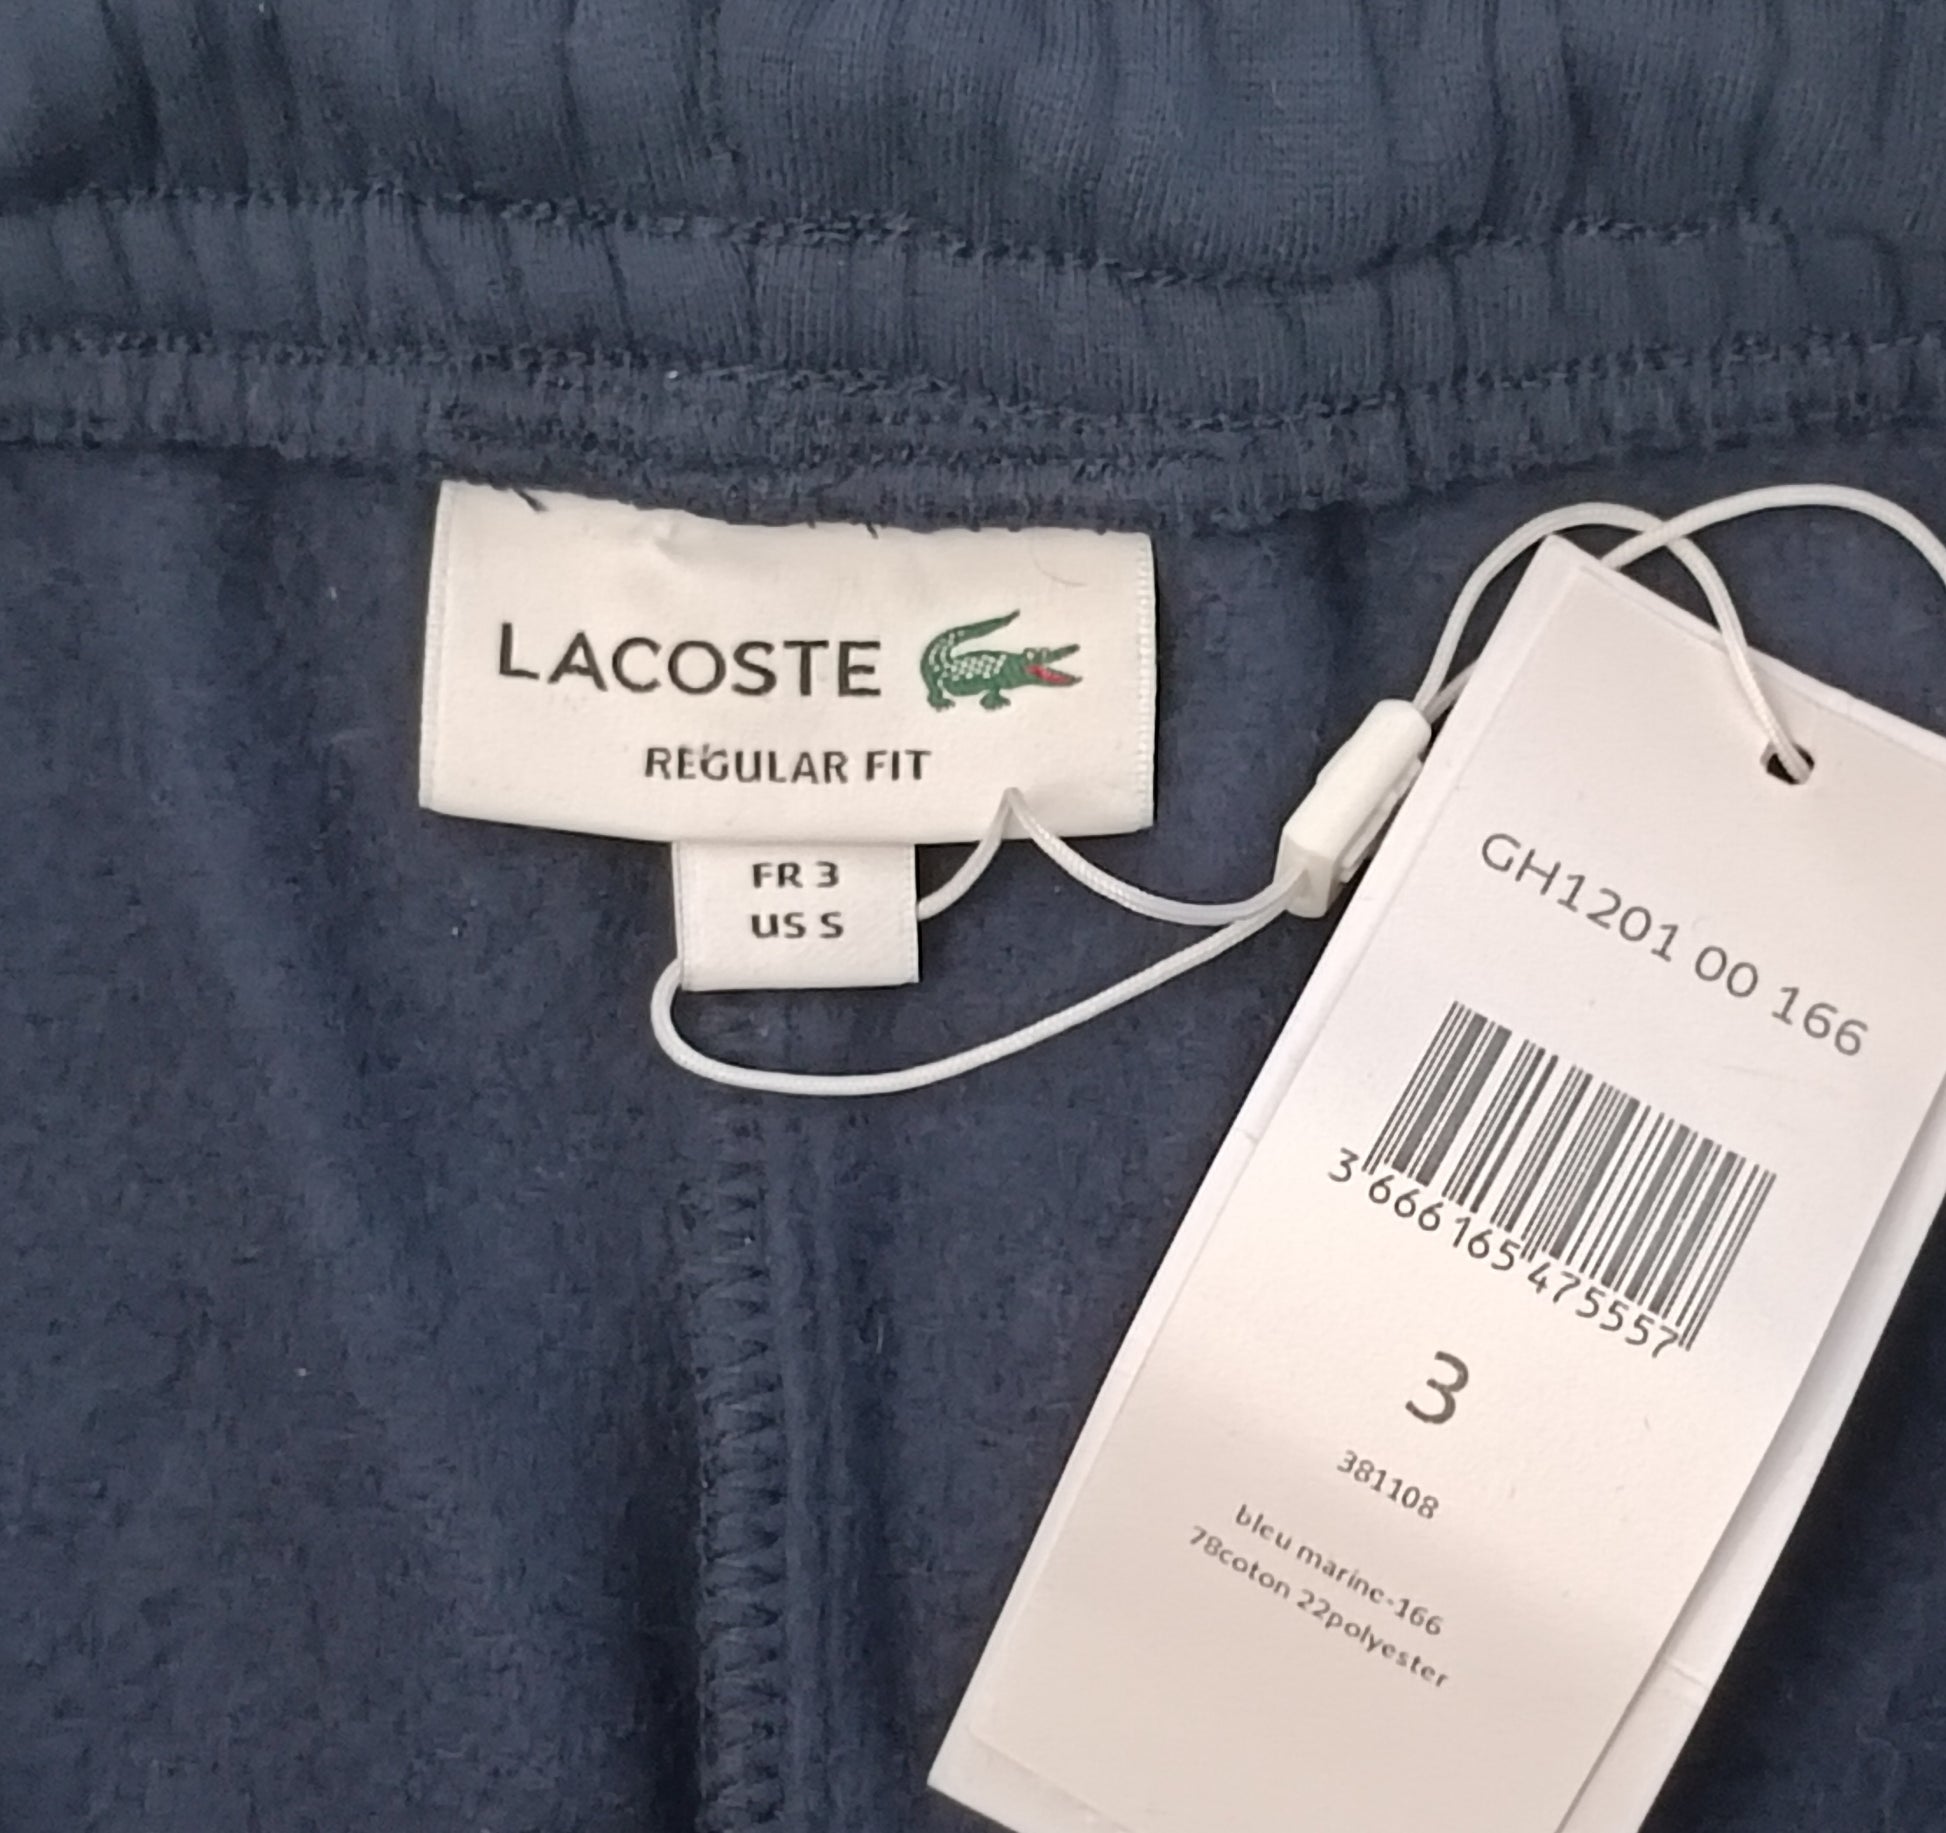 LACOSTE
REGULAR FIT
FR 3
US S
GH1201 00 166
3 666165 475557
3
381108
bleu marine-166
78coton 22polyester